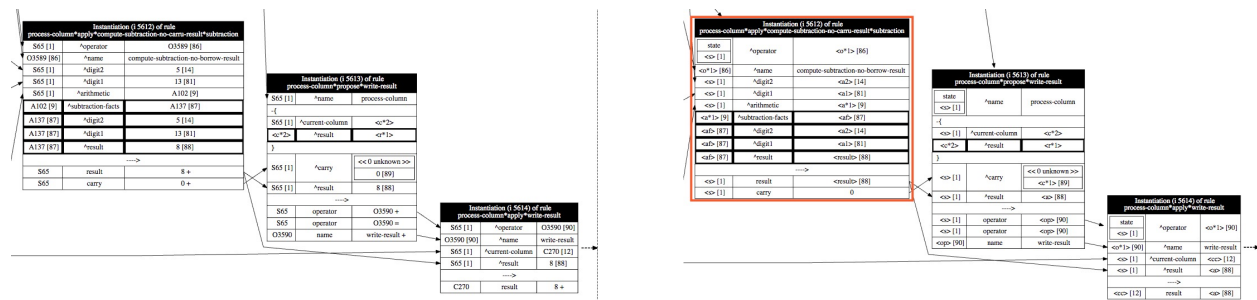 Instantiation (i 5612) of rule
process-column*apply*compute-subtraction-no-carru-result*subtraction
S65 [1] ^operator O3589 [86]
O3589 [86] ^name compute-subtraction-no-borrow-result
S65 [1] ^digit2 5 [14]
S65 [1] ^digit1 13 [81]
S65 [1] ^arithmetic A102 [9]
A102 [9] ^subtraction-facts A137 [87]
A137 [87] ^digit2 5 [14]
A137 [87] ^digit1 13 [81]
A137 [87] ^result 8 [88]
---->
S65 result 8 +
S65 carry 0 +
Instantiation (i 5613) of rule
process-column*propose*write-result
S65 [1] ^name process-column
-{
S65 [1] ^current-column <c*2>
<c*2> ^result <r*1>
}
S65 [1] ^carry << 0 unknown >>
0 [89]
S65 [1] ^result 8 [88]
---->
S65 operator O3590 +
S65 operator O3590 =
O3590 name write-result +
Instantiation (i 5614) of rule
process-column*apply*write-result
S65 [1] ^operator O3590 [90]
O3590 [90] ^name write-result
S65 [1] ^current-column C270 [12]
S65 [1] ^result 8 [88]
---->
C270 result 8 +
Instantiation (i 5612) of rule
process-column*apply*compute-subtraction-no-carru-result*subtraction
state
<s> [1] ^operator <o*1> [86]
<o*1> [86] ^name compute-subtraction-no-borrow-result
<s> [1] ^digit2 <a2> [14]
<s> [1] ^digit1 <a1> [81]
<s> [1] ^arithmetic <a*1> [9]
<a*1> [9] ^subtraction-facts <af> [87]
<af> [87] ^digit2 <a2> [14]
<af> [87] ^digit1 <a1> [81]
<af> [87] ^result <result> [88]
---->
<s> [1] result <result> [88]
<s> [1] carry 0
Instantiation (i 5613) of rule
process-column*propose*write-result
state
<s> [1] ^name process-column
-{
<s> [1] ^current-column <c*2>
<c*2> ^result <r*1>
}
<s> [1] ^carry << 0 unknown >>
<c*1> [89]
<s> [1] ^result <a> [88]
---->
<s> [1] operator <op> [90]
<s> [1] operator <op> [90]
<op> [90] name write-result
Instantiation (i 5614) of rule
process-column*apply*write-result
state
<s> [1] ^operator <o*1> [90]
<o*1> [90] ^name write-result
<s> [1] ^current-column <cc> [12]
<s> [1] ^result <a> [88]
---->
<cc> [12] result <a> [88]